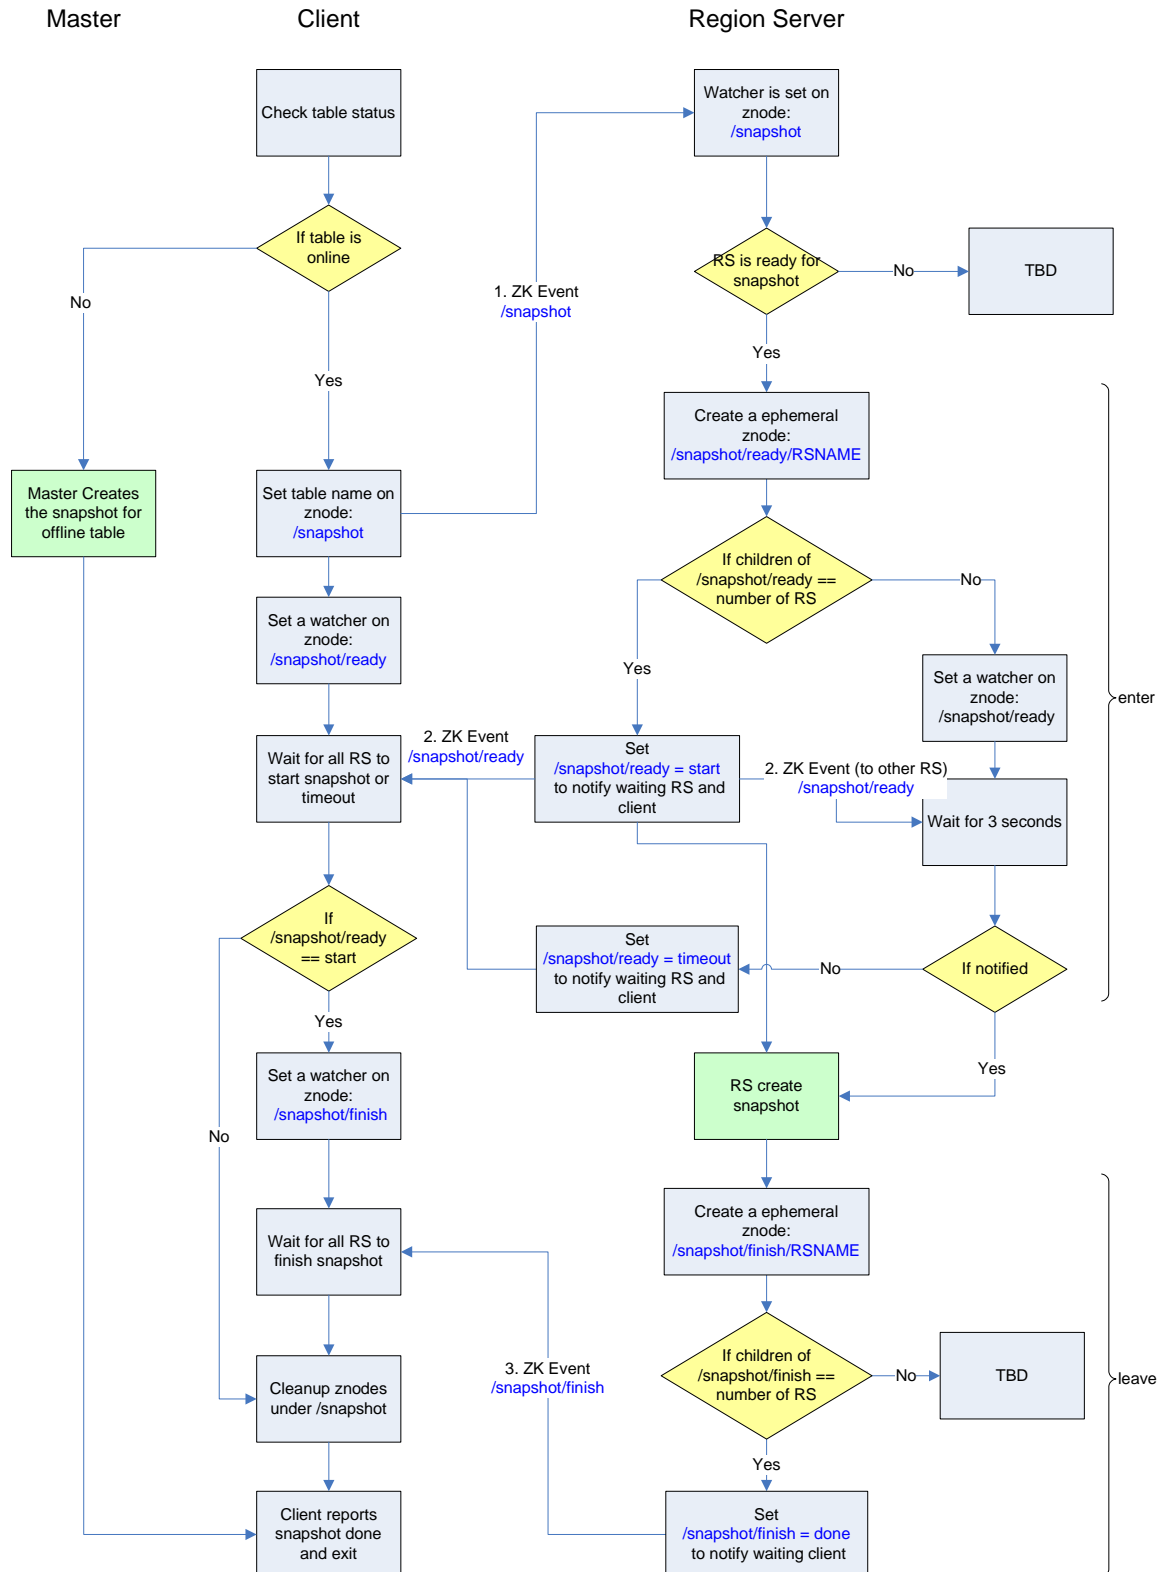 Master
Client
Region Server
Check table status
Watcher is set on
znode:
/snapshot
If table is
online
RS is ready for
snapshot
No
TBD
No
1. ZK Event
/snapshot
Yes
Yes
Create a ephemeral
znode:
/snapshot/ready/RSNAME
Master Creates
the snapshot for
offline table
Set table name on
znode:
/snapshot
If children of
/snapshot/ready ==
number of RS
No
Set a watcher on
znode:
/snapshot/ready
Yes
Set a watcher on
znode:
/snapshot/ready
enter
Wait for all RS to
start snapshot or
timeout
2. ZK Event
/snapshot/ready
Set
/snapshot/ready = start
to notify waiting RS and
client
2. ZK Event (to other RS)
/snapshot/ready
Wait for 3 seconds
If
/snapshot/ready
== start
Set
/snapshot/ready = timeout
to notify waiting RS and
client
No
If notified
Yes
Yes
Set a watcher on
znode:
/snapshot/finish
RS create
snapshot
No
Create a ephemeral
znode:
/snapshot/finish/RSNAME
Wait for all RS to
finish snapshot
3. ZK Event
/snapshot/finish
If children of
/snapshot/finish ==
number of RS
No
TBD
leave
Cleanup znodes
under /snapshot
Yes
Client reports
snapshot done
and exit
Set
/snapshot/finish = done
to notify waiting client